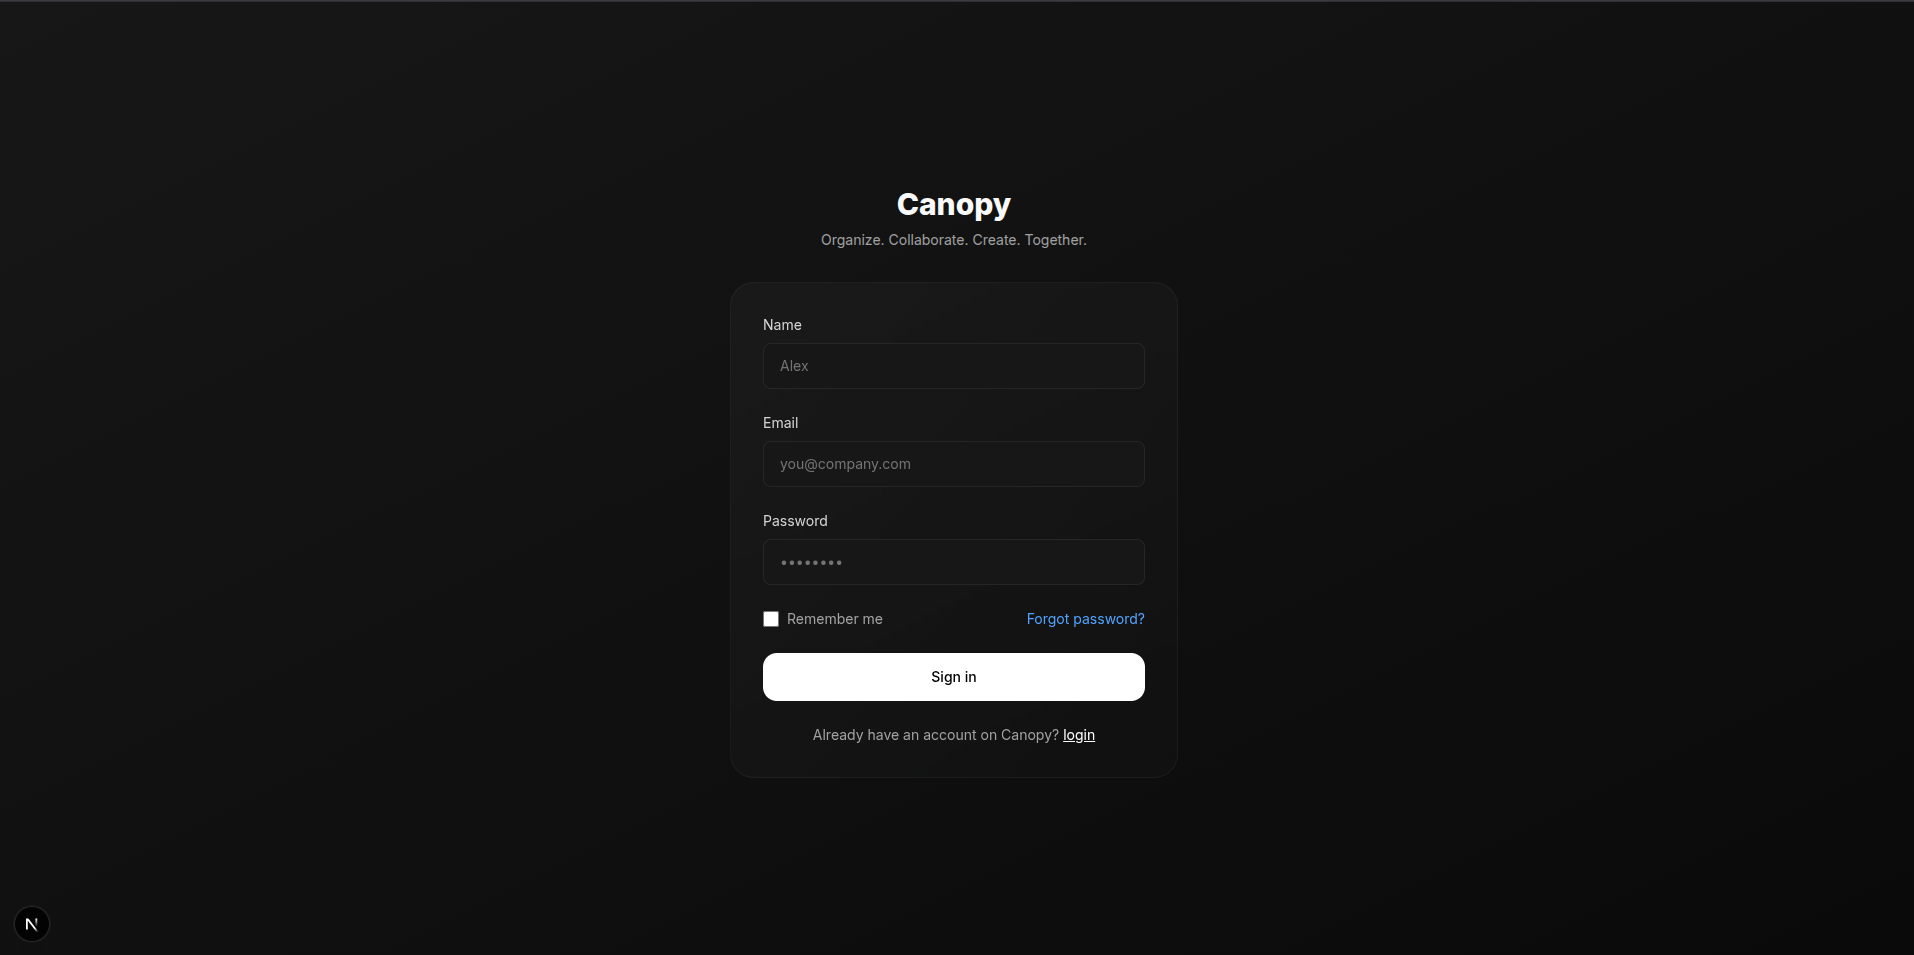 Canopy
Organize. Collaborate. Create. Together.
Name
Alex
Email
you@company.com
Password
••••••••
Remember me
Forgot password?
Sign in
Already have an account on Canopy? login
N